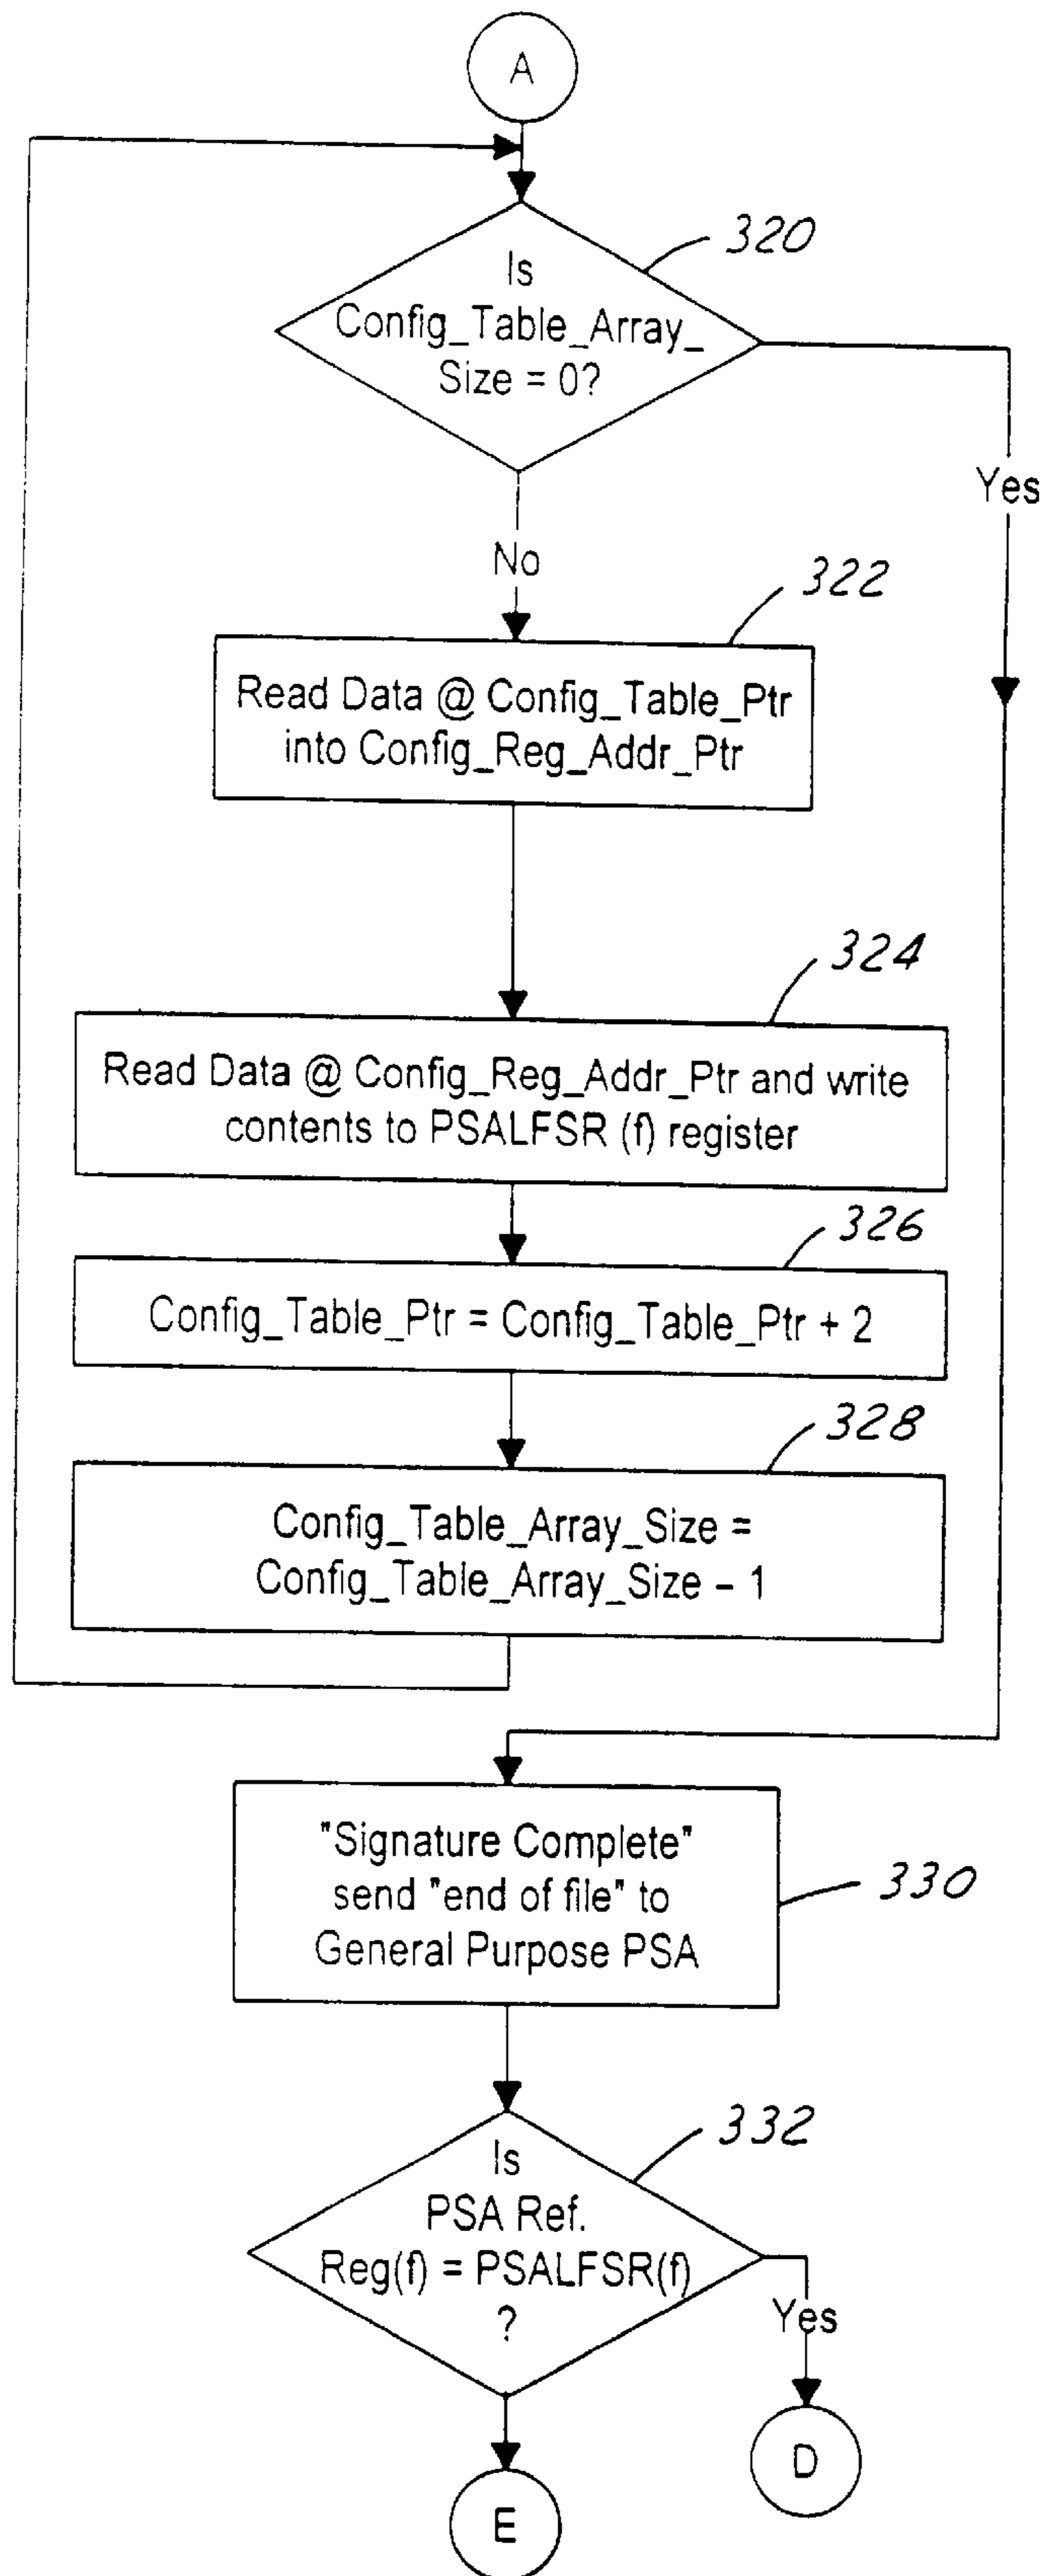 A
320
Is
Config_Table_Array_
Size = 0?
Yes
No
322
Read Data @ Config_Table_Ptr
into Config_Reg_Addr_Ptr
324
Read Data @ Config_Reg_Addr_Ptr and write
contents to PSALFSR (f) register
326
Config_Table_Ptr = Config_Table_Ptr + 2
328
Config_Table_Array_Size =
Config_Table_Array_Size – 1
"Signature Complete"
send "end of file" to
General Purpose PSA
330
332
Is
PSA Ref.
Reg(f) = PSALFSR(f)
?
Yes
D
E